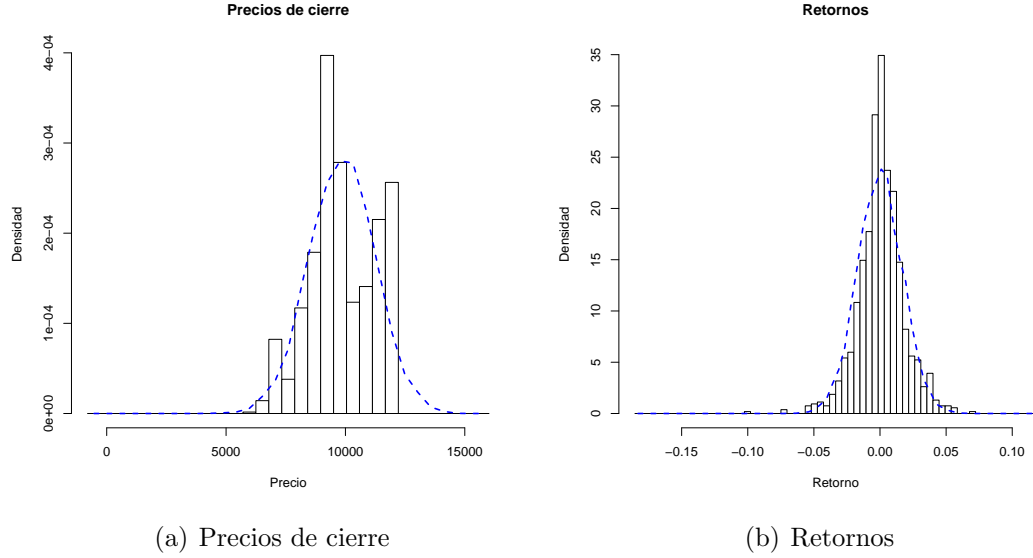 Precios de cierre
Densidad
4e−04
3e−04
2e−04
1e−04
0e+00
0 5000 10000 15000
Precio
(a) Precios de cierre
Retornos
Densidad
35
30
25
20
15
10
5
0
−0.15 −0.10 −0.05 0.00 0.05 0.10
Retorno
(b) Retornos